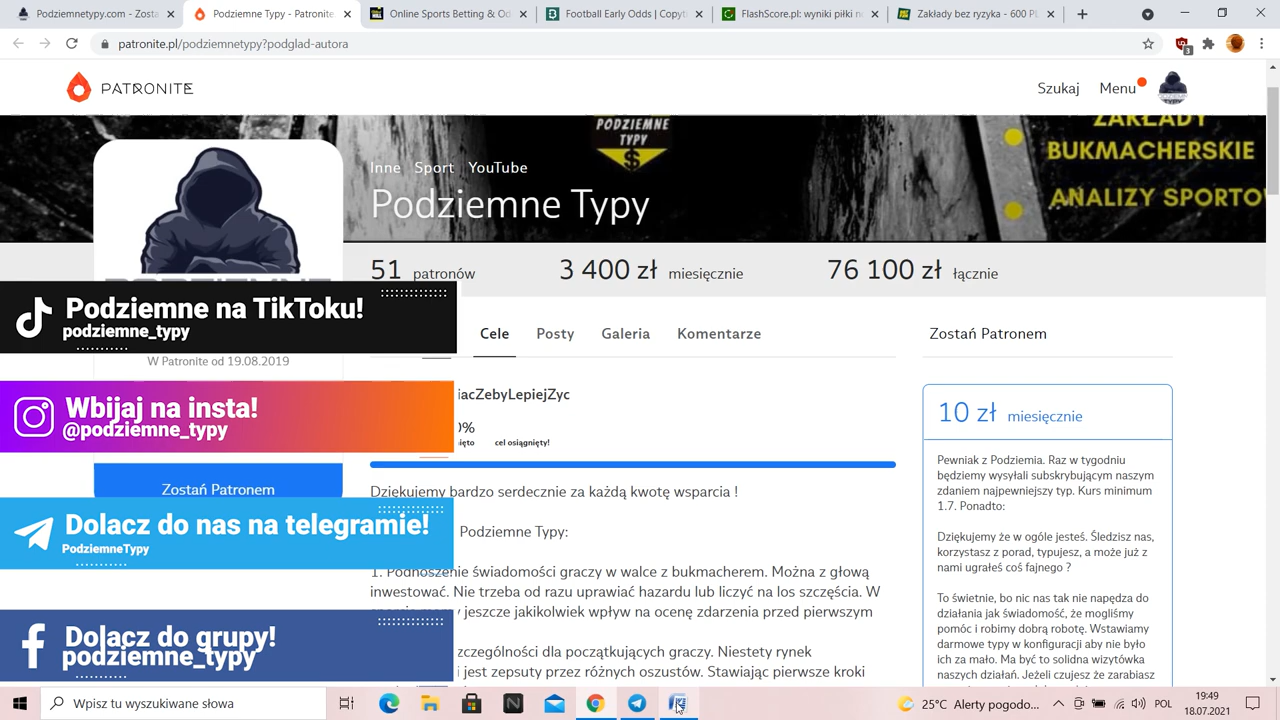 Podziemnetypy.com - Zosta
Podziemne Typy - Patronite.
Online Sports Betting & Od
Football Early Odds | Copyt
FlashScore.pl: wyniki piłki n
Zakłady bez ryzyka - 600 PL
patronite.pl/podziemnetypy?podglad-autora
3
PATRONITE
Szukaj
Menu
PODZIEMNE
TYPY
$
ZAKŁADY
BUKMACHERSKIE
ANALIZY SPORTO
Inne Sport YouTube
Podziemne Typy
51 patronów
3 400 zł miesięcznie
76 100 zł łącznie
Podziemne na TikToku!
podziemne_typy
W Patronite od 19.08.2019
Cele
Posty
Galeria
Komentarze
Zostań Patronem
Wbijaj na insta!
@podziemne_typy
iacZebyLepiejZyc
0%
cel osiągnięty!
Zostań Patronem
Dziękujemy bardzo serdecznie za każdą kwotę wsparcia !
Dolacz do nas na telegramie!
PodziemneTypy
Podziemne Typy:
1. Podnoszenie świadomości graczy w walce z bukmacherem. Można z głową
inwestować. Nie trzeba od razu uprawiać hazardu lub liczyć na los szczęścia. W
jeszcze jakikolwiek wpływ na ocenę zdarzenia przed pierwszym
Dolacz do grupy!
podziemne_typy
zczególności dla początkujących graczy. Niestety rynek
i jest zepsuty przez różnych oszustów. Stawiając pierwsze kroki
10 zł miesięcznie
Pewniak z Podziemia. Raz w tygodniu
będziemy wysyłali subskrybującym naszym
zdaniem najpewniejszy typ. Kurs minimum
1.7. Ponadto:
Dziękujemy że w ogóle jesteś. Śledzisz nas,
korzystasz z porad, typujesz, a może już z
nami ugrałeś coś fajnego ?
To świetnie, bo nic nas tak nie napędza do
działania jak świadomość, że mogliśmy
pomóc i robimy dobrą robotę. Wstawiamy
darmowe typy w konfiguracji aby nie było
ich za mało. Ma być to solidna wizytówka
naszych działań. Jeżeli czujesz że zarabiasz
Wpisz tu wyszukiwane słowa
25°C Alerty pogodo...
POL
19:49
18.07.2021